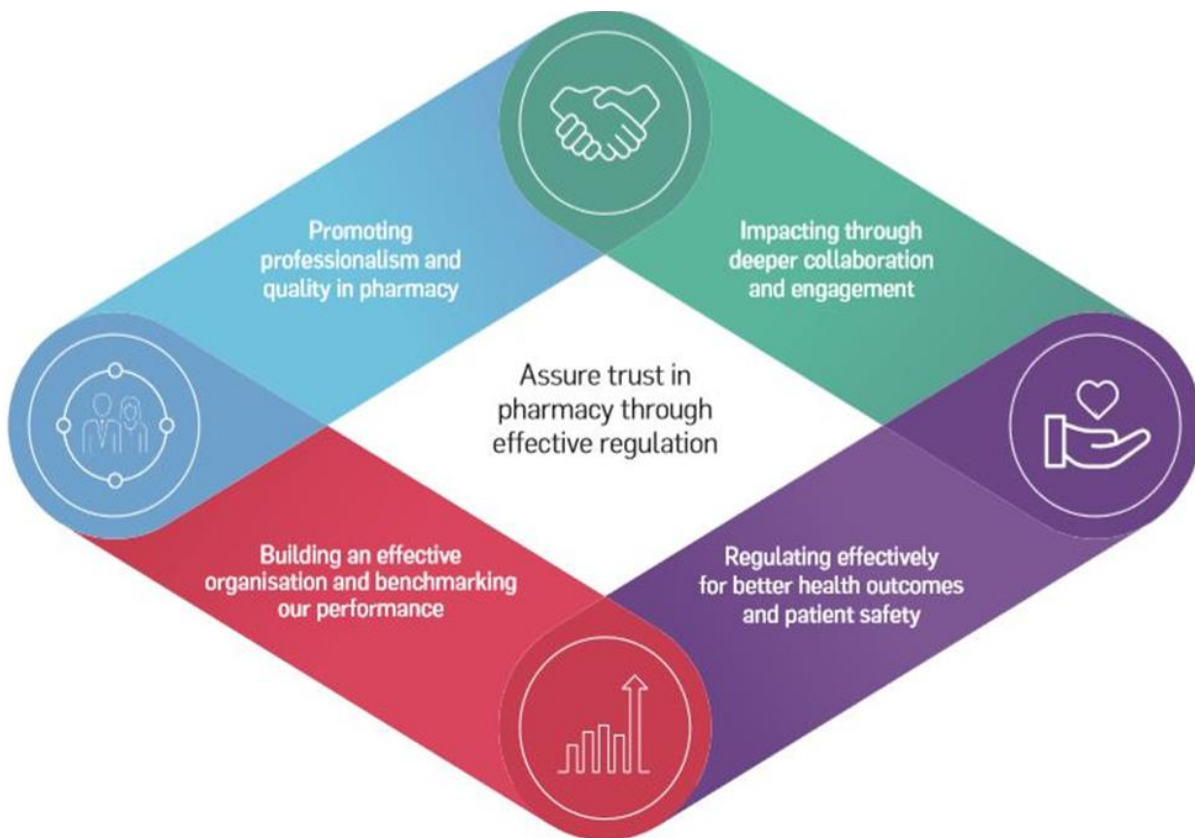 Promoting
professionalism and
quality in pharmacy
Impacting through
deeper collaboration
and engagement
Assure trust in
pharmacy through
effective regulation
Building an effective
organisation and benchmarking
our performance
Regulating effectively
for better health outcomes
and patient safety